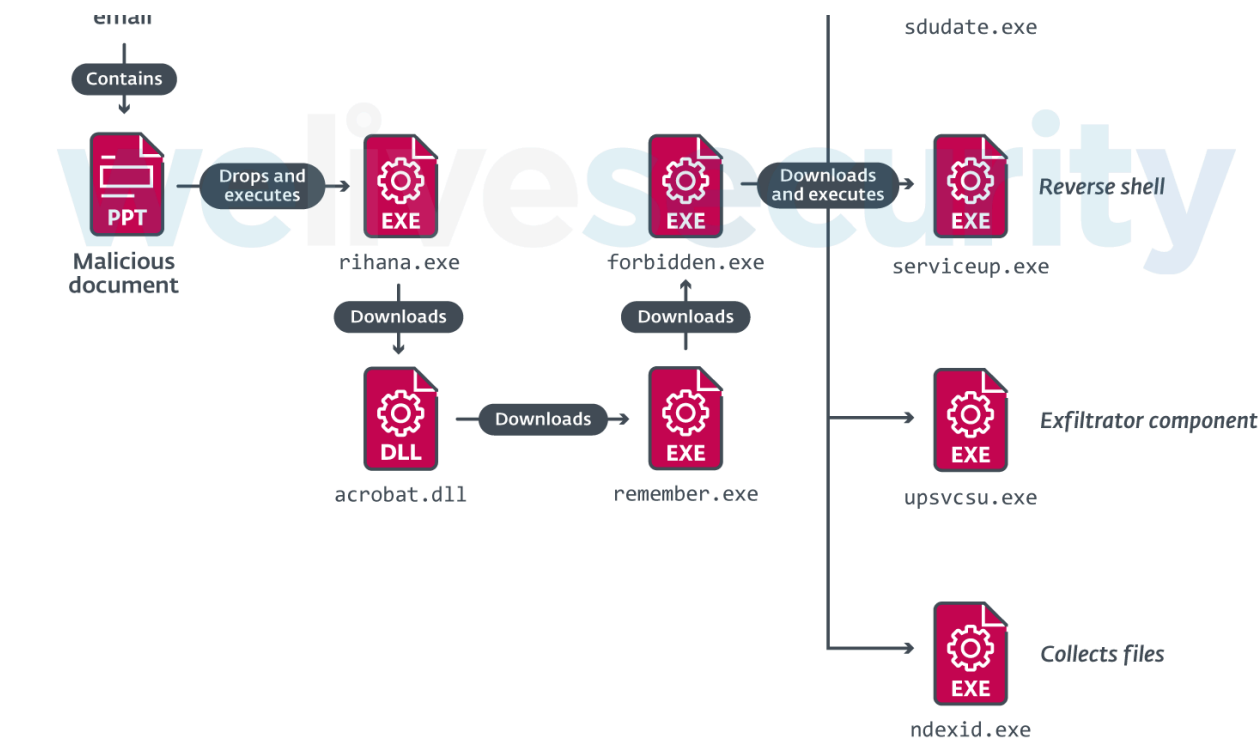 email
sdudate.exe
Contains
welivesecurity
PPT
Malicious
document
Drops and
executes
EXE
rihana.exe
Downloads
DLL
acrobat.dll
Downloads
EXE
remember.exe
Downloads
EXE
forbidden.exe
Downloads
and executes
EXE
serviceup.exe
Reverse shell
EXE
upsvcsu.exe
Exfiltrator component
EXE
ndexid.exe
Collects files